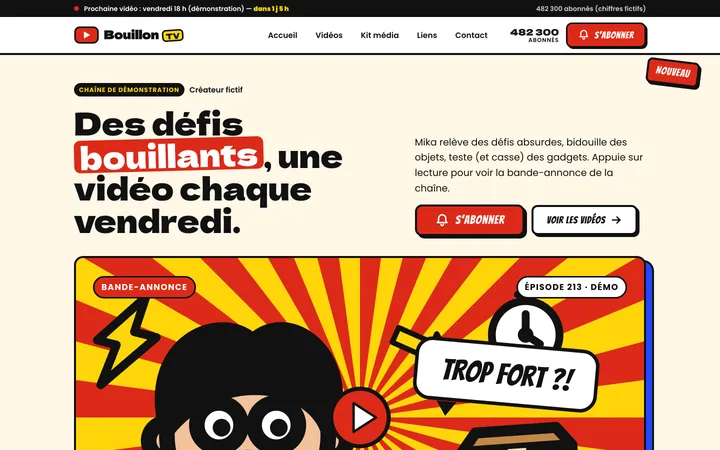 Prochaine vidéo : vendredi 18 h (démonstration) — dans 1 j 5 h
482 300 abonnés (chiffres fictifs)
Bouillon TV
Accueil
Vidéos
Kit média
Liens
Contact
482 300
ABONNÉS
S'ABONNER
NOUVEAU
CHAÎNE DE DÉMONSTRATION
Créateur fictif
Des défis
bouillants, une
vidéo chaque
vendredi.
Mika relève des défis absurdes, bidouille des
objets, teste (et casse) des gadgets. Appuie sur
lecture pour voir la bande-annonce de la
chaîne.
S'ABONNER
VOIR LES VIDÉOS →
BANDE-ANNONCE
ÉPISODE 213 · DÉMO
TROP FORT ?!